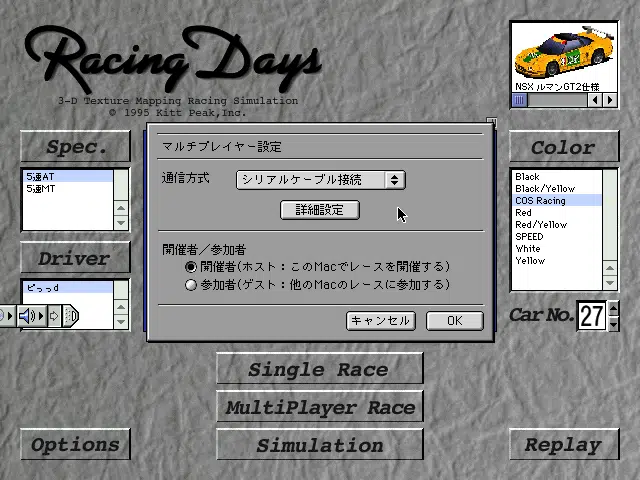 Racing Days
3-D Texture Mapping Racing Simulation
© 1995 Kitt Peak,Inc.
NSX ルマンGT2仕様
Spec.
5速AT
5速MT
Driver
マルチプレイヤー設定
通信方式
シリアルケーブル接続
詳細設定
開催者／参加者
開催者(ホスト：このMacでレースを開催する)
参加者(ゲスト：他のMacのレースに参加する)
キャンセル
OK
Color
Black
Black/Yellow
COS Racing
Red
Red/Yellow
SPEED
White
Yellow
Car No.
27
Single Race
MultiPlayer Race
Simulation
Options
Replay